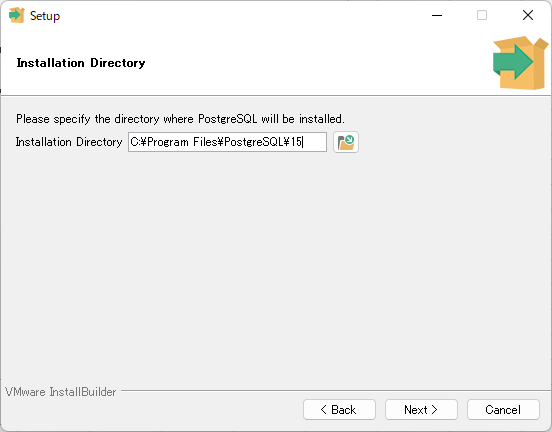 Setup
Installation Directory
Please specify the directory where PostgreSQL will be installed.
Installation Directory C:¥Program Files¥PostgreSQL¥15
VMware InstallBuilder
< Back Next > Cancel